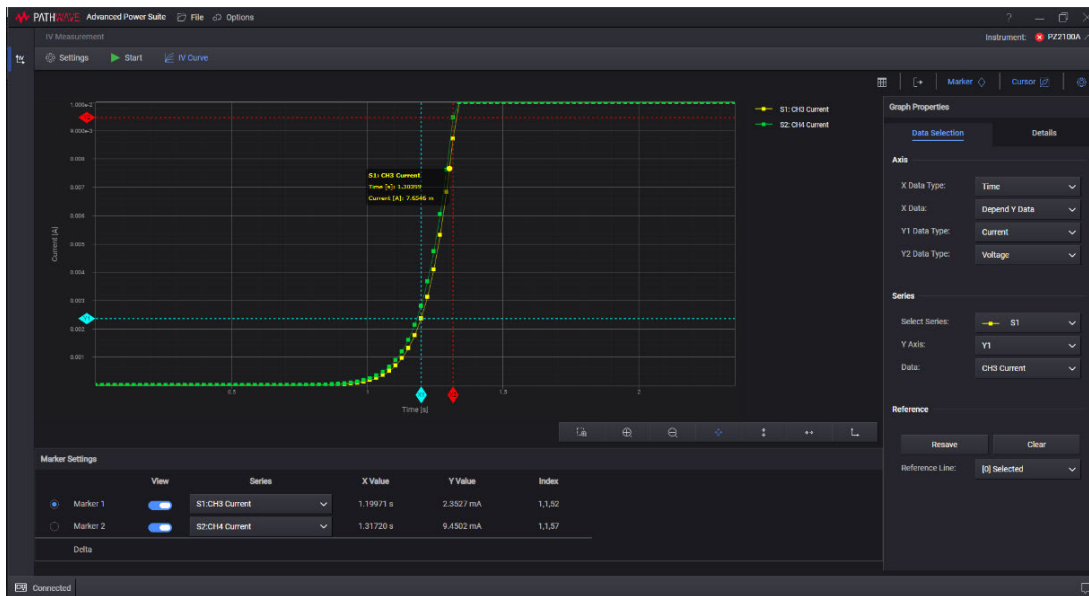 PATHWAVE Advanced Power Suite File Options ?
IV Measurement Instrument: PZ2100A
Settings Start IV Curve
Marker Cursor
S1: CH3 Current
S2: CH4 Current
0.008
0.007
0.006
0.005
0.004
0.003
0.002
0.001
Current [A]
S1: CH3 Current
Time [s]: 1.30399
Current [A]: 7.6546 m
0.5 1 1.5 2
Time [s]
Graph Properties
Data Selection Details
Axis
X Data Type: Time
X Data: Depend Y Data
Y1 Data Type: Current
Y2 Data Type: Voltage
Series
Select Series: S1
Y Axis: Y1
Data: CH3 Current
Reference
Resave Clear
Reference Line: [0] Selected
Marker Settings
View Series X Value Y Value Index
Marker 1 S1:CH3 Current 1.19971 s 2.3527 mA 1,1,52
Marker 2 S2:CH4 Current 1.31720 s 9.4502 mA 1,1,57
Delta
Connected